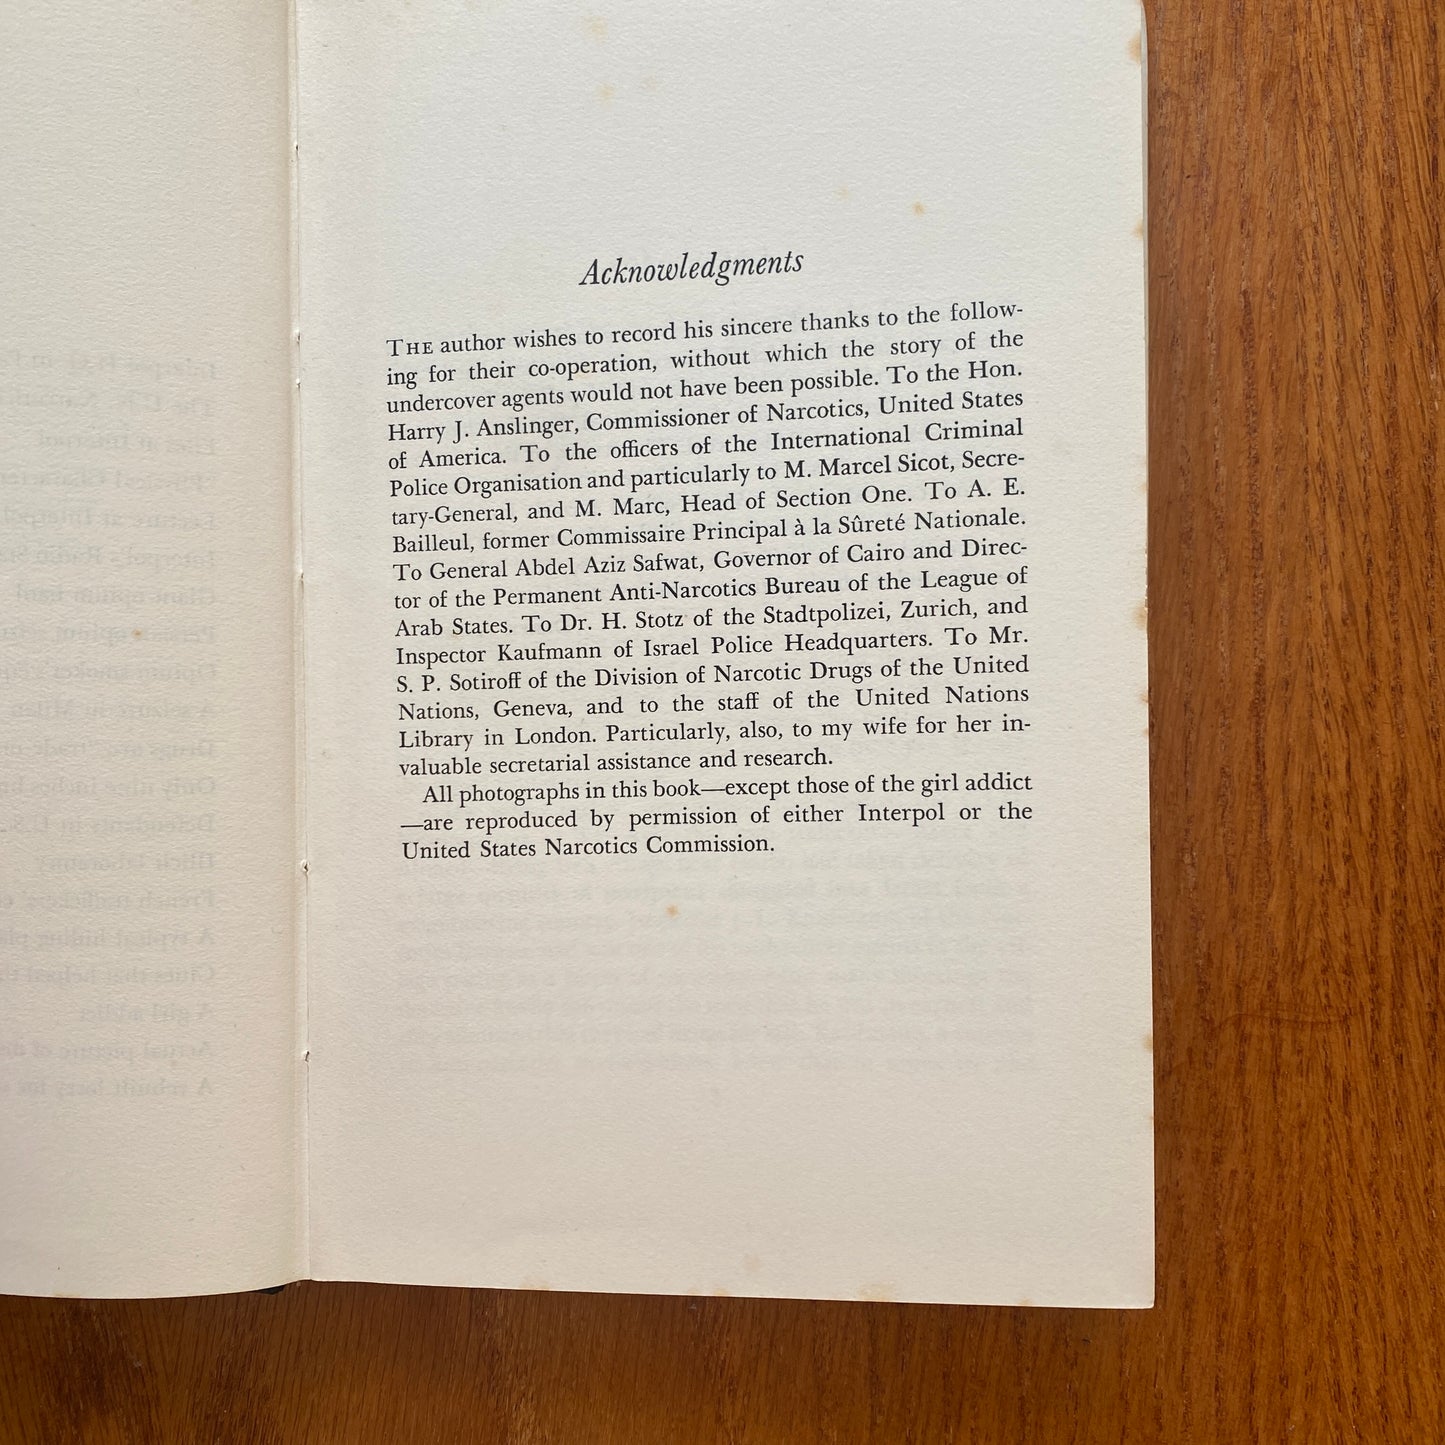 Acknowledgments
THE author wishes to record his sincere thanks to the follow-
ing for their co-operation, without which the story of the
undercover agents would not have been possible. To the Hon.
Harry J. Anslinger, Commissioner of Narcotics, United States
of America. To the officers of the International Criminal
Police Organisation and particularly to M. Marcel Sicot, Secre-
tary-General, and M. Marc, Head of Section One. To A. E.
Bailleul, former Commissaire Principal à la Sûreté Nationale.
To General Abdel Aziz Safwat, Governor of Cairo and Direc-
tor of the Permanent Anti-Narcotics Bureau of the League of
Arab States. To Dr. H. Stotz of the Stadtpolizei, Zurich, and
Inspector Kaufmann of Israel Police Headquarters. To Mr.
S. P. Sotiroff of the Division of Narcotic Drugs of the United
Nations, Geneva, and to the staff of the United Nations
Library in London. Particularly, also, to my wife for her in-
valuable secretarial assistance and research.
All photographs in this book—except those of the girl addict
—are reproduced by permission of either Interpol or the
United States Narcotics Commission.